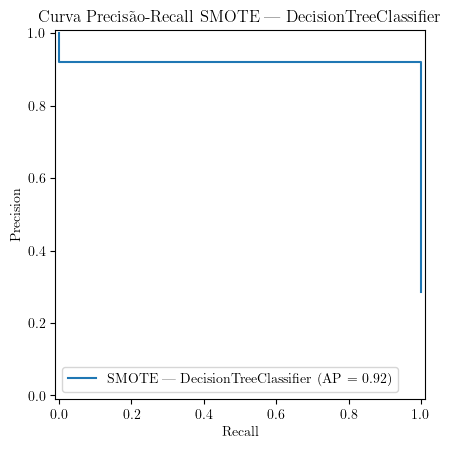 Curva Precisão-Recall SMOTE — DecisionTreeClassifier
1.0
0.8
0.6
0.4
0.2
0.0
Precision
SMOTE — DecisionTreeClassifier (AP = 0.92)
0.0 0.2 0.4 0.6 0.8 1.0
Recall